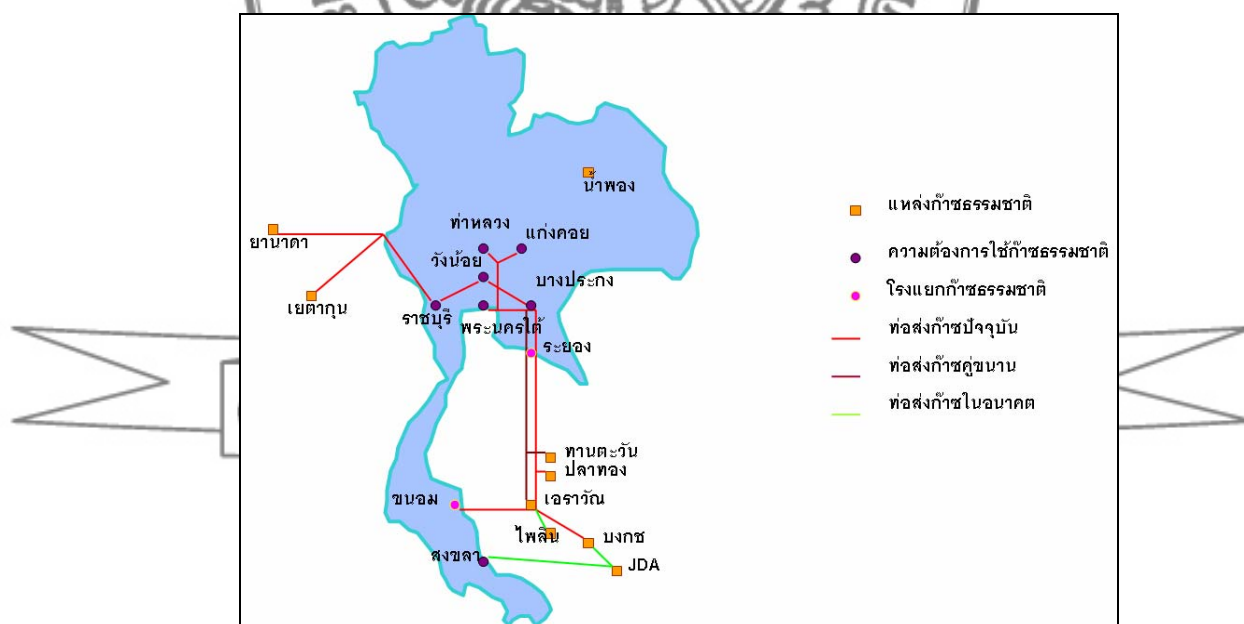 น้ำพอง
แหล่งก๊าซธรรมชาติ
ท่าหลวง
แก่งคอย
ยานาดา
ความต้องการใช้ก๊าซธรรมชาติ
วังน้อย
บางประกง
โรงแยกก๊าซธรรมชาติ
เยตากุน
ราชบุรี
พระนครใต้
ท่อส่งก๊าซปัจจุบัน
ระยอง
ท่อส่งก๊าซคู่ขนาน
ท่อส่งก๊าซในอนาคต
ทานตะวัน
ปลาทอง
ขนอม
เอราวัณ
ไพลิน
บงกช
สงขลา
JDA